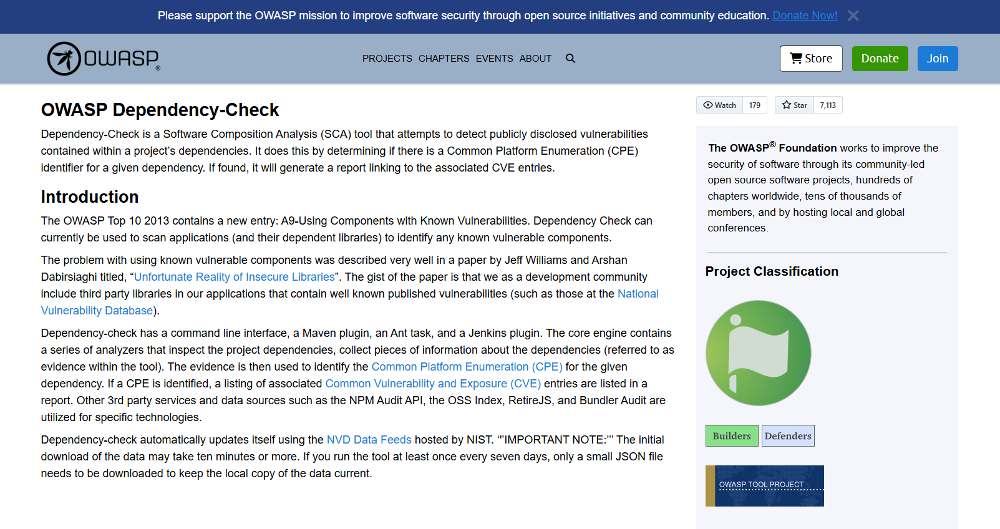 Please support the OWASP mission to improve software security through open source initiatives and community education. Donate Now!
OWASP®
PROJECTS CHAPTERS EVENTS ABOUT
Store
Donate
Join
OWASP Dependency-Check
Dependency-Check is a Software Composition Analysis (SCA) tool that attempts to detect publicly disclosed vulnerabilities
contained within a project’s dependencies. It does this by determining if there is a Common Platform Enumeration (CPE)
identifier for a given dependency. If found, it will generate a report linking to the associated CVE entries.
Introduction
The OWASP Top 10 2013 contains a new entry: A9-Using Components with Known Vulnerabilities. Dependency Check can
currently be used to scan applications (and their dependent libraries) to identify any known vulnerable components.
The problem with using known vulnerable components was described very well in a paper by Jeff Williams and Arshan
Dabirsiaghi titled, “Unfortunate Reality of Insecure Libraries”. The gist of the paper is that we as a development community
include third party libraries in our applications that contain well known published vulnerabilities (such as those at the National
Vulnerability Database).
Dependency-check has a command line interface, a Maven plugin, an Ant task, and a Jenkins plugin. The core engine contains
a series of analyzers that inspect the project dependencies, collect pieces of information about the dependencies (referred to as
evidence within the tool). The evidence is then used to identify the Common Platform Enumeration (CPE) for the given
dependency. If a CPE is identified, a listing of associated Common Vulnerability and Exposure (CVE) entries are listed in a
report. Other 3rd party services and data sources such as the NPM Audit API, the OSS Index, RetireJS, and Bundler Audit are
utilized for specific technologies.
Dependency-check automatically updates itself using the NVD Data Feeds hosted by NIST. ‘’’IMPORTANT NOTE:’’’ The initial
download of the data may take ten minutes or more. If you run the tool at least once every seven days, only a small JSON file
needs to be downloaded to keep the local copy of the data current.
Watch 179
Star 7,113
The OWASP® Foundation works to improve the
security of software through its community-led
open source software projects, hundreds of
chapters worldwide, tens of thousands of
members, and by hosting local and global
conferences.
Project Classification
Builders
Defenders
OWASP TOOL PROJECT